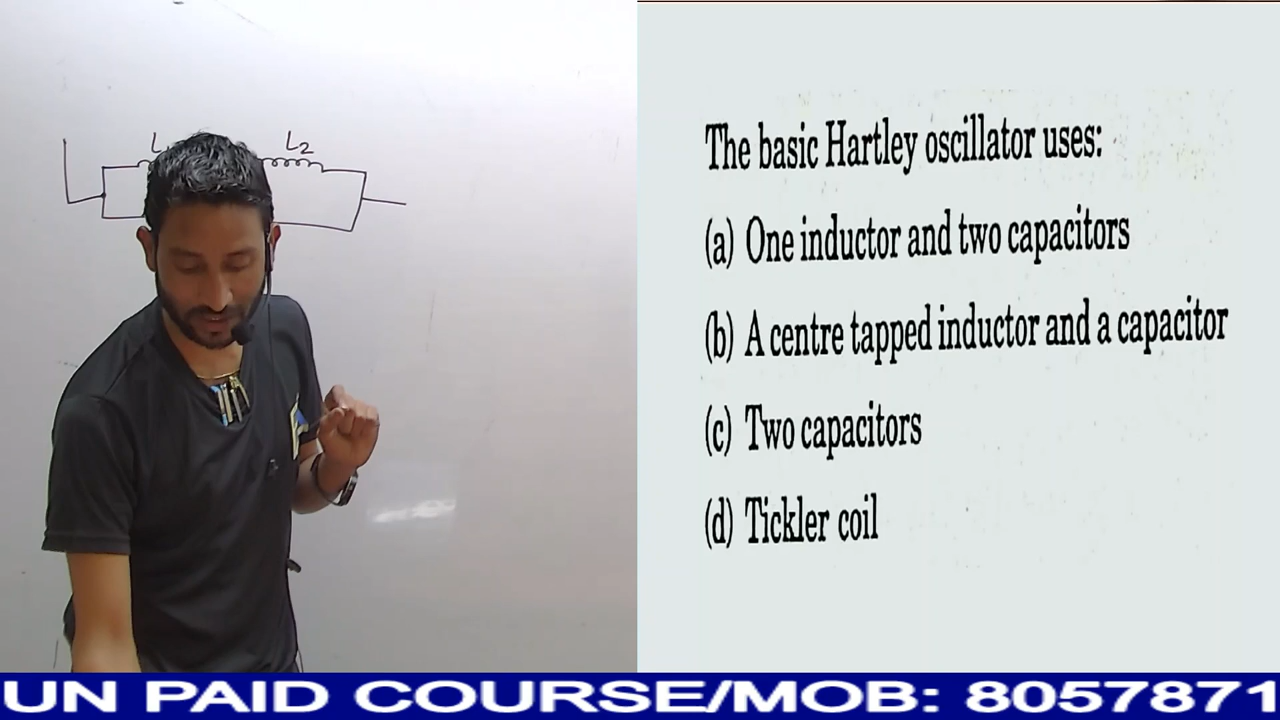 L
L2
The basic Hartley oscillator uses:
(a) One inductor and two capacitors
(b) A centre tapped inductor and a capacitor
(c) Two capacitors
(d) Tickler coil
UN PAID COURSE/MOB: 8057871